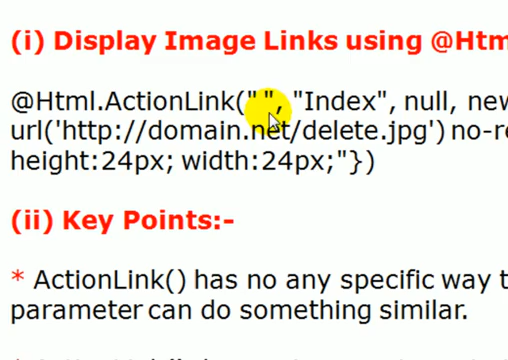 (i) Display Image Links using @Htm
@Html.ActionLink(" ", "Index", null, new
url('http://domain.net/delete.jpg') no-re
height:24px; width:24px;"})
(ii) Key Points:-
* ActionLink() has no any specific way t
parameter can do something similar.